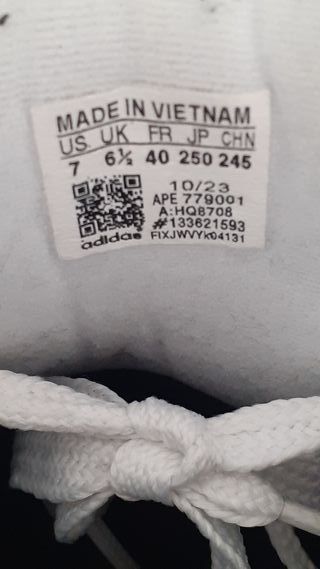 MADE IN VIETNAM
US UK FR JP CHN
7 6½ 40 250 245
10/23
APE 779001
A:HQ8708
#133621593
FIXJWVYk04131
adidas